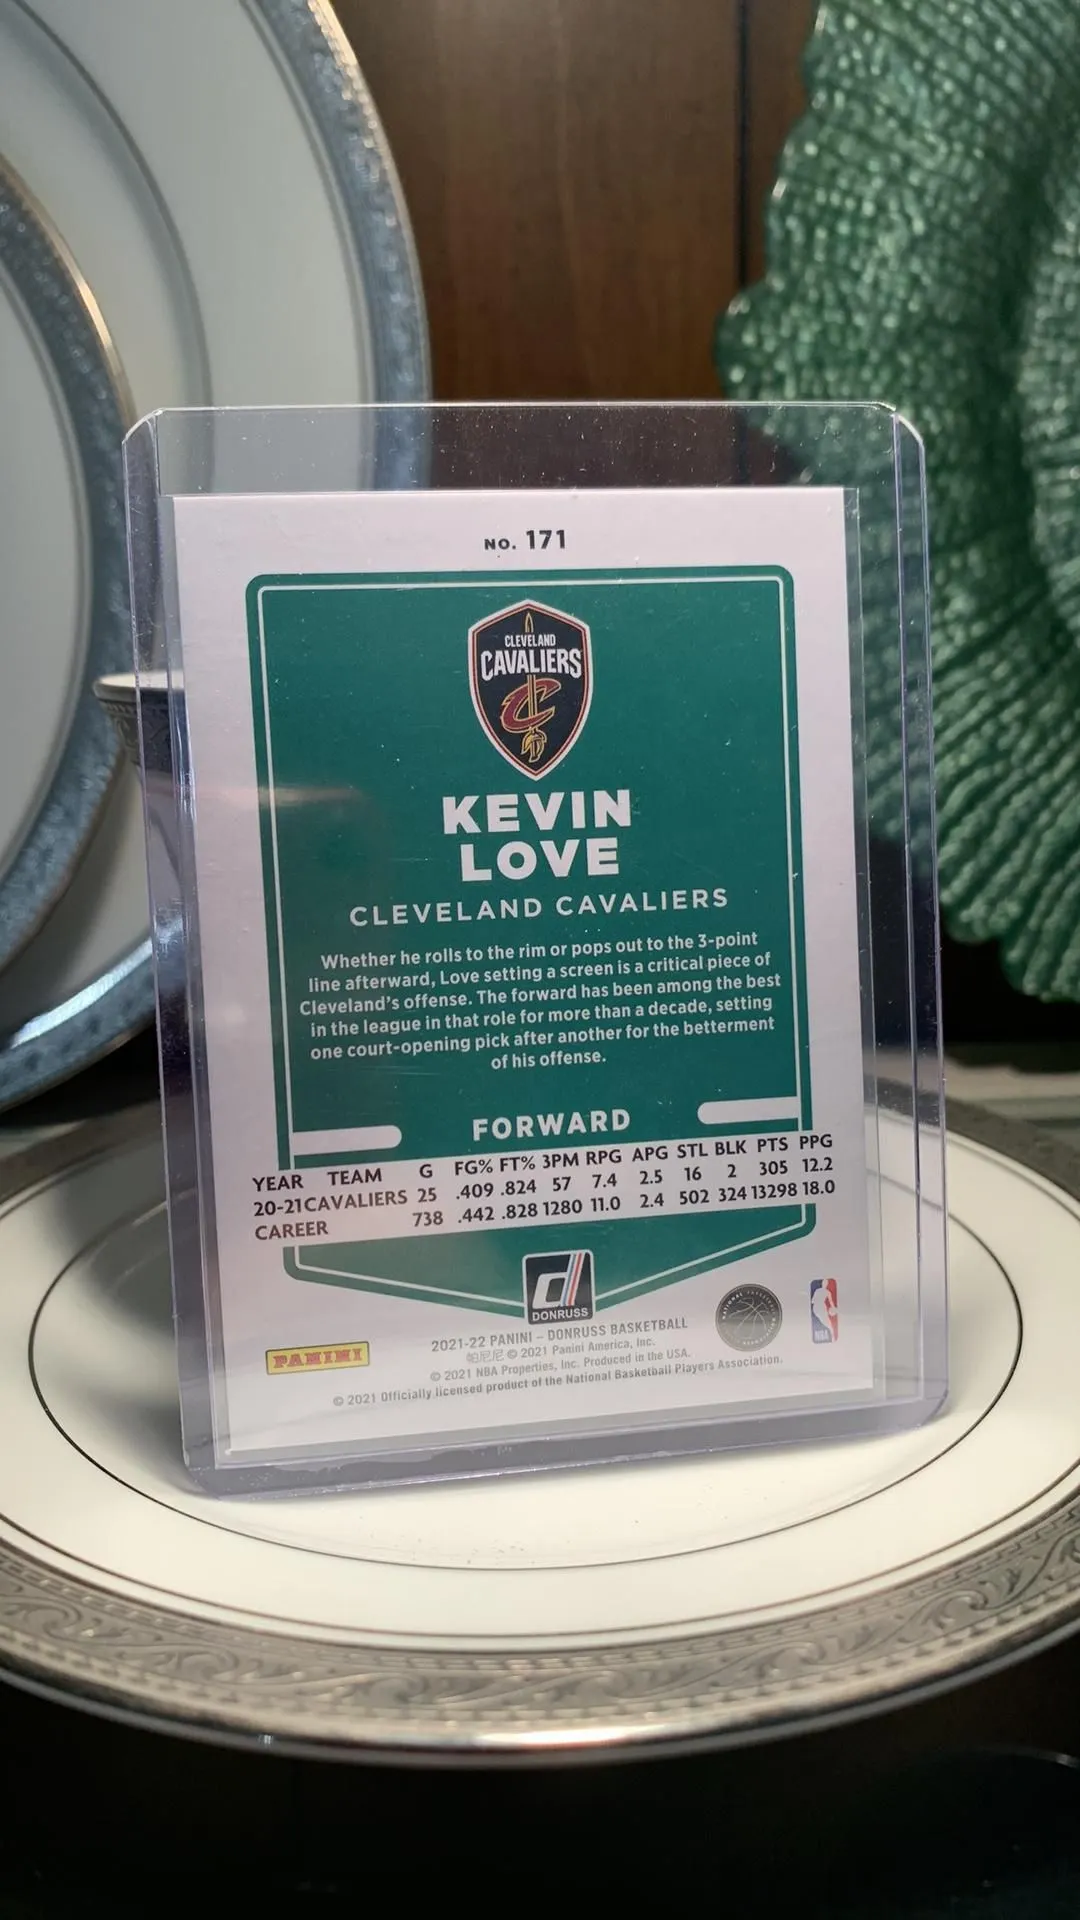 NO. 171
CLEVELAND
CAVALIERS
KEVIN
LOVE
CLEVELAND CAVALIERS
Whether he rolls to the rim or pops out to the 3-point
line afterward, Love setting a screen is a critical piece of
Cleveland's offense. The forward has been among the best
in the league in that role for more than a decade, setting
one court-opening pick after another for the betterment
of his offense.
FORWARD
YEAR TEAM G FG% FT% 3PM RPG APG STL BLK PTS PPG
20-21 CAVALIERS 25 .409 .824 57 7.4 2.5 16 2 305 12.2
CAREER 738 .442 .828 1280 11.0 2.4 502 324 13298 18.0
DONRUSS
PANINI
NBA
2021-22 PANINI – DONRUSS BASKETBALL
帕尼尼 © 2021 Panini America, Inc.
© 2021 NBA Properties, Inc. Produced in the USA.
© 2021 Officially licensed product of the National Basketball Players Association.